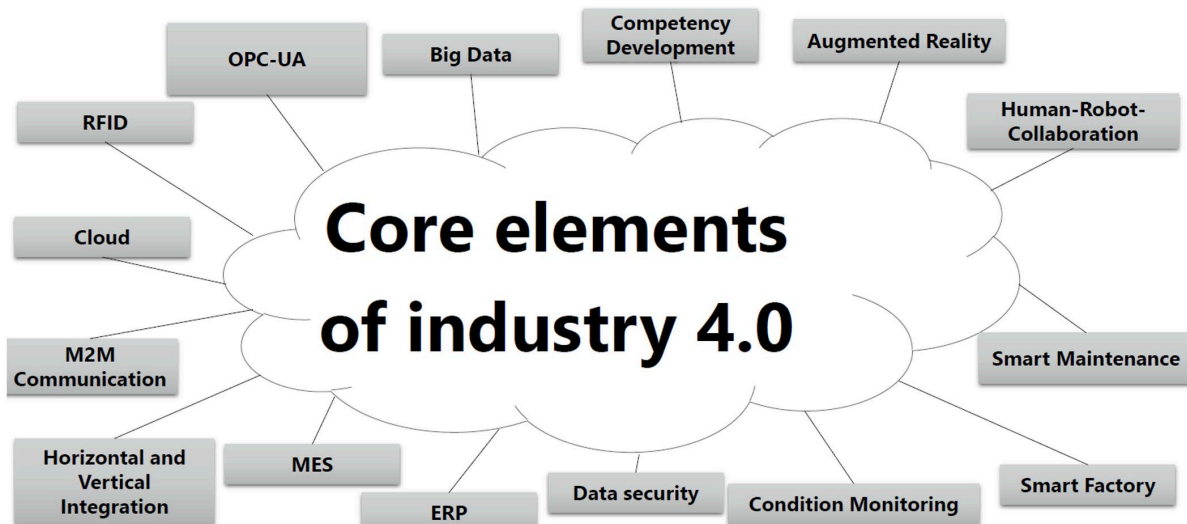 Competency
Development
Augmented Reality
OPC-UA
Big Data
RFID
Human-Robot-
Collaboration
Core elements
of industry 4.0
Cloud
M2M
Communication
Smart Maintenance
Horizontal and
Vertical
Integration
MES
ERP
Data security
Condition Monitoring
Smart Factory